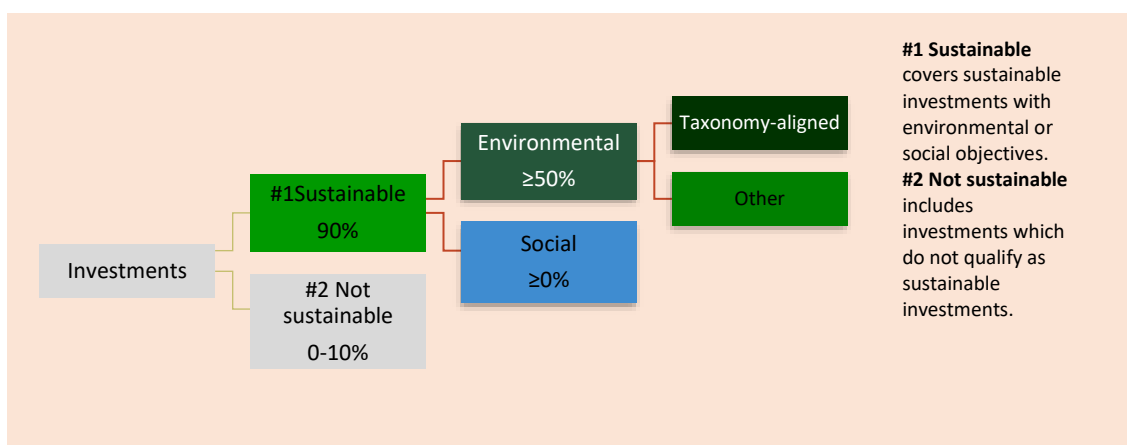 Investments
#1Sustainable
90%
#2 Not
sustainable
0-10%
Environmental
≥50%
Social
≥0%
Taxonomy-aligned
Other
#1 Sustainable
covers sustainable
investments with
environmental or
social objectives.
#2 Not sustainable
includes
investments which
do not qualify as
sustainable
investments.